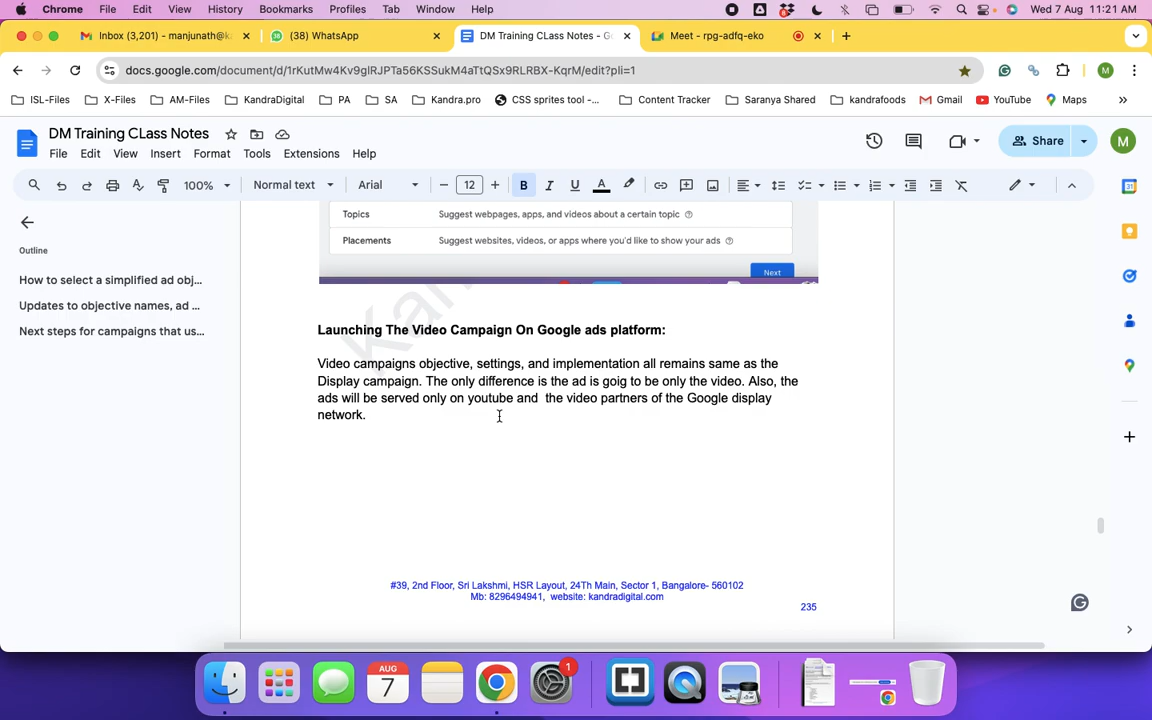 Chrome File Edit View History Bookmarks Profiles Tab Window Help Wed 7 Aug 11:21 AM
Inbox (3,201) - manjunath@ka (38) WhatsApp DM Training CLass Notes - Go Meet - rpg-adfq-eko
docs.google.com/document/d/1rKutMw4Kv9glRJPTa56KSSukM4aTtQSx9RLRBX-KqrM/edit?pli=1
ISL-Files X-Files AM-Files KandraDigital PA SA Kandra.pro CSS sprites tool -... Content Tracker Saranya Shared kandrafoods Gmail YouTube Maps
DM Training CLass Notes
File Edit View Insert Format Tools Extensions Help
Share M
100% Normal text Arial 12
Outline
How to select a simplified ad obj...
Updates to objective names, ad ...
Next steps for campaigns that us...
Topics Suggest webpages, apps, and videos about a certain topic
Placements Suggest websites, videos, or apps where you'd like to show your ads
Next
Launching The Video Campaign On Google ads platform:
Video campaigns objective, settings, and implementation all remains same as the
Display campaign. The only difference is the ad is goig to be only the video. Also, the
ads will be served only on youtube and the video partners of the Google display
network.
#39, 2nd Floor, Sri Lakshmi, HSR Layout, 24Th Main, Sector 1, Bangalore- 560102
Mb: 8296494941, website: kandradigital.com
235
AUG
7
1